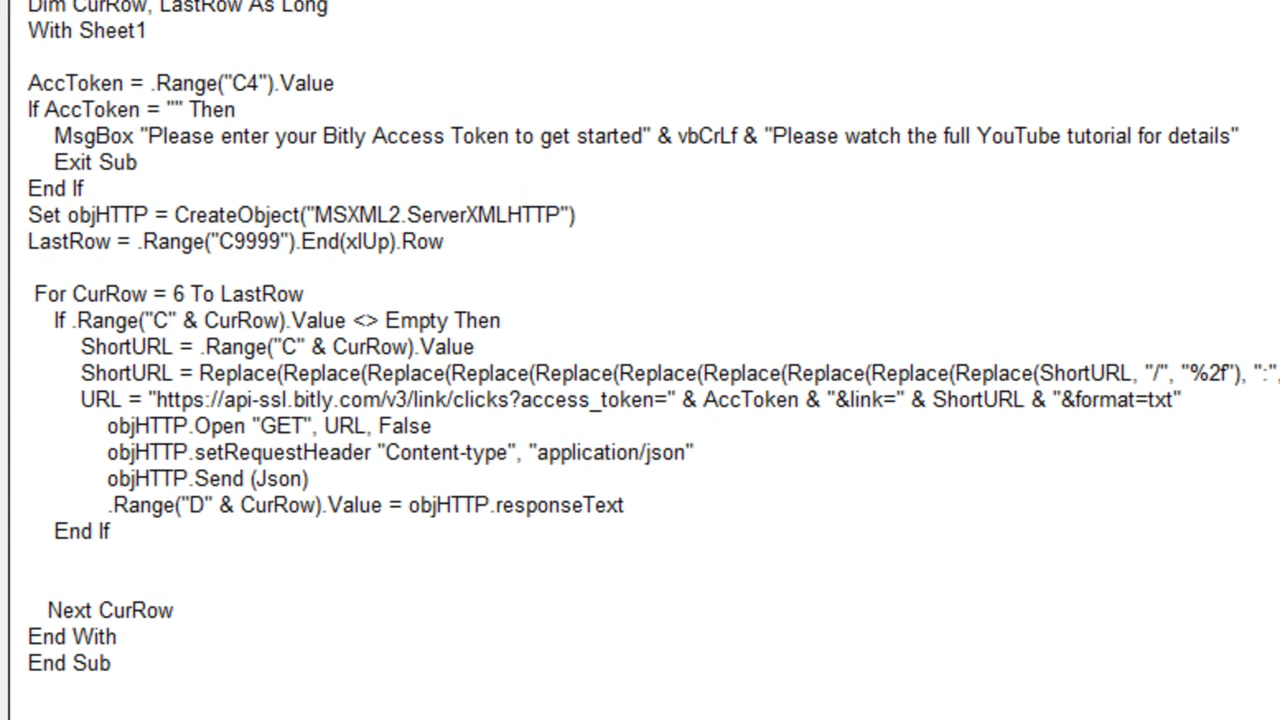 Dim CurRow, LastRow As Long
With Sheet1
AccToken = .Range("C4").Value
If AccToken = "" Then
MsgBox "Please enter your Bitly Access Token to get started" & vbCrLf & "Please watch the full YouTube tutorial for details"
Exit Sub
End If
Set objHTTP = CreateObject("MSXML2.ServerXMLHTTP")
LastRow = .Range("C9999").End(xlUp).Row
For CurRow = 6 To LastRow
If .Range("C" & CurRow).Value <> Empty Then
ShortURL = .Range("C" & CurRow).Value
ShortURL = Replace(Replace(Replace(Replace(Replace(Replace(Replace(Replace(Replace(Replace(ShortURL, "/", "%2f"), ":",
URL = "https://api-ssl.bitly.com/v3/link/clicks?access_token=" & AccToken & "&link=" & ShortURL & "&format=txt"
objHTTP.Open "GET", URL, False
objHTTP.setRequestHeader "Content-type", "application/json"
objHTTP.Send (Json)
.Range("D" & CurRow).Value = objHTTP.responseText
End If
Next CurRow
End With
End Sub